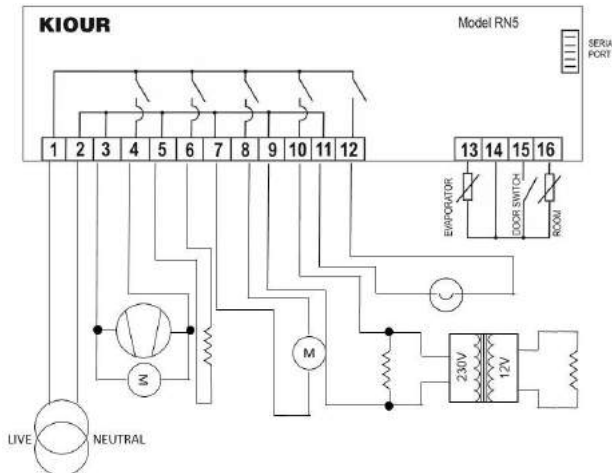 KIOUR
Model RN5
SERIA
PORT
1 2 3 4 5 6 7 8 9 10 11 12
13 14 15 16
EVAPORATOR
DOOR SWITCH
ROOM
M
M
230V
12V
LIVE
NEUTRAL